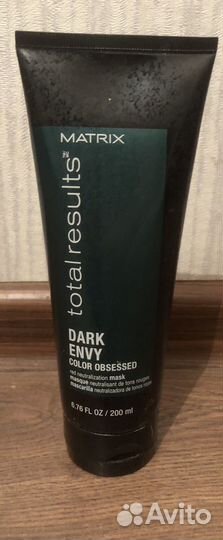 MATRIX
total results™
DARK
ENVY
COLOR OBSESSED
red neutralization mask
masque neutralisant de tons rouges
mascarilla neutralizadora de tonos rojos
6.76 FL OZ / 200 ml
Avito